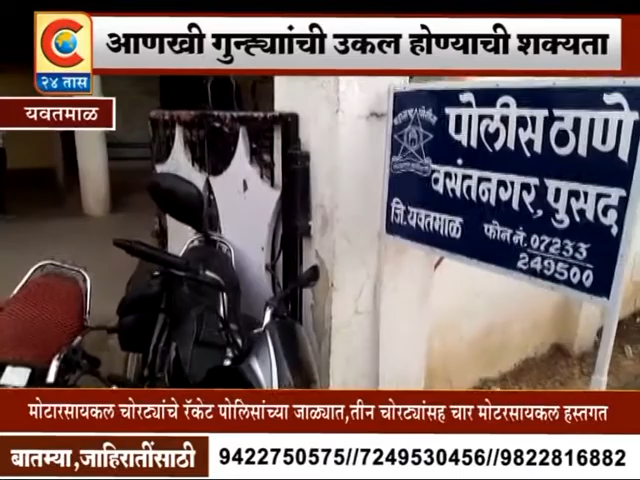 C
२४ तास
आणखी गुन्ह्यांची उकल होण्याची शक्यता
यवतमाळ
पोलीस ठाणे
वसंतनगर, पुसद
जि. यवतमाळ
फोन नं. 07233
249500
मोटारसायकल चोरट्यांचे रॅकेट पोलिसांच्या जाळ्यात,तीन चोरट्यांसह चार मोटरसायकल हस्तगत
बातम्या,जाहिरातींसाठी
9422750575//7249530456//9822816882